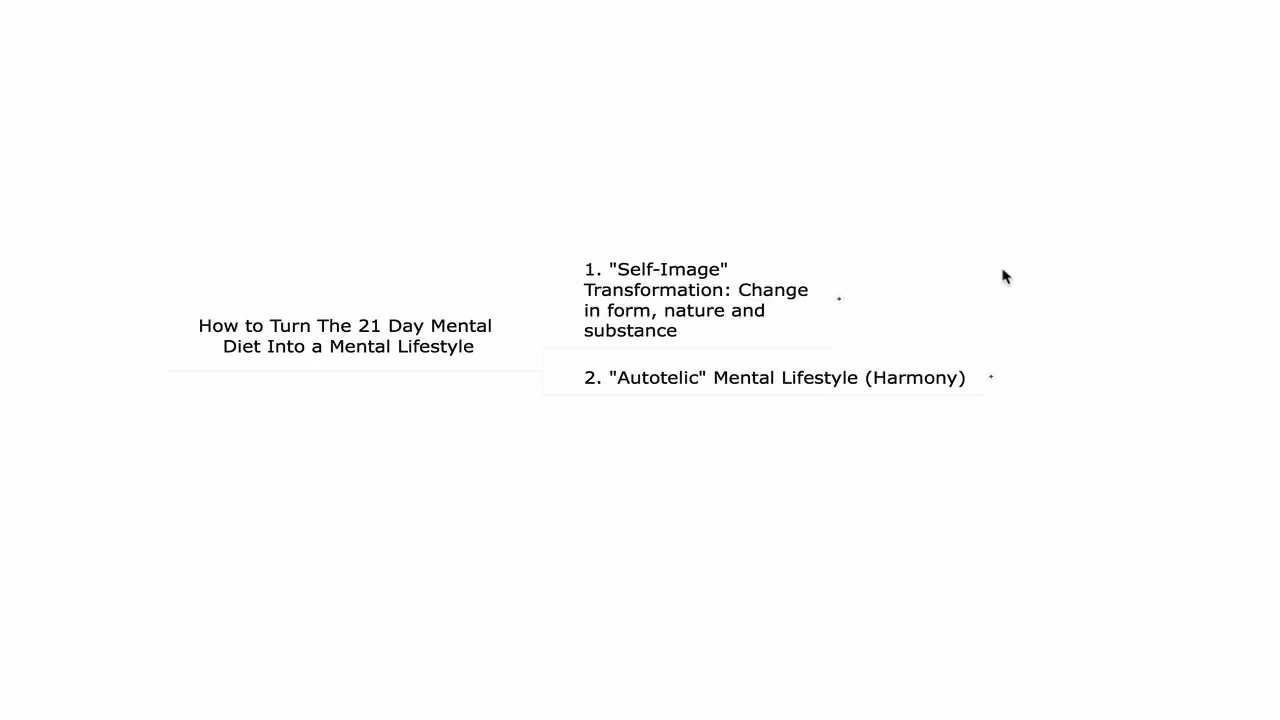 How to Turn The 21 Day Mental
Diet Into a Mental Lifestyle
1. "Self-Image"
Transformation: Change
in form, nature and
substance
2. "Autotelic" Mental Lifestyle (Harmony)